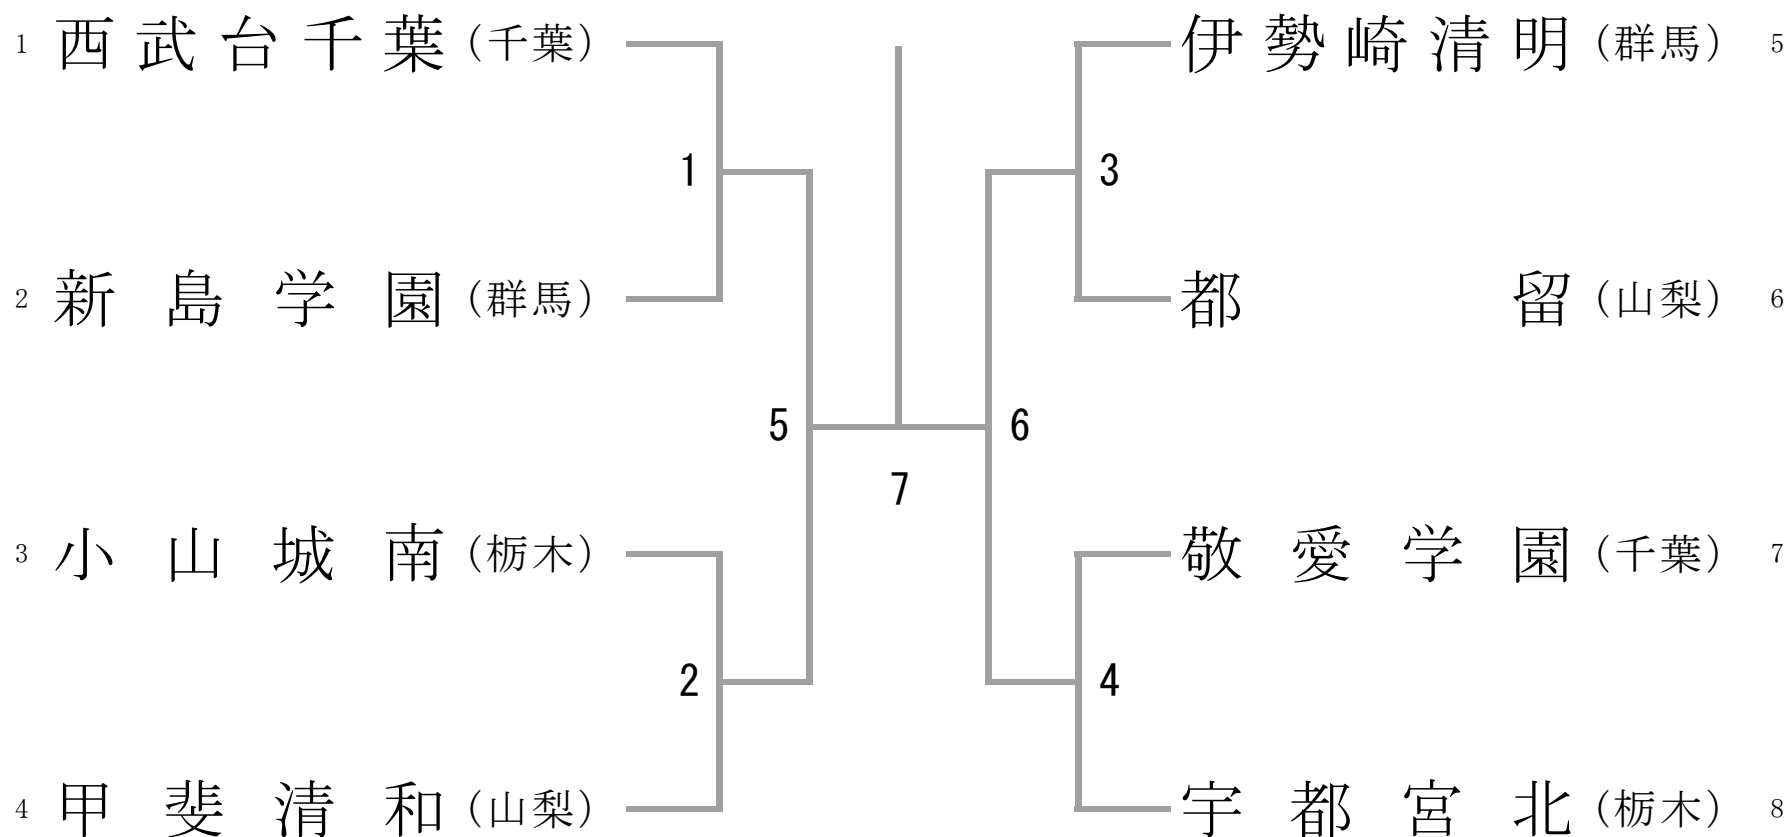 1 西武台千葉 (千葉)
伊勢崎清明 (群馬) 5
1
3
2 新島学園 (群馬)
都留 (山梨) 6
5
6
7
3 小山城南 (栃木)
敬愛学園 (千葉) 7
2
4
4 甲斐清和 (山梨)
宇都宮北 (栃木) 8